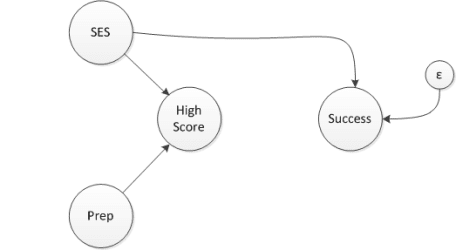 SES
ε
High
Score
Success
Prep